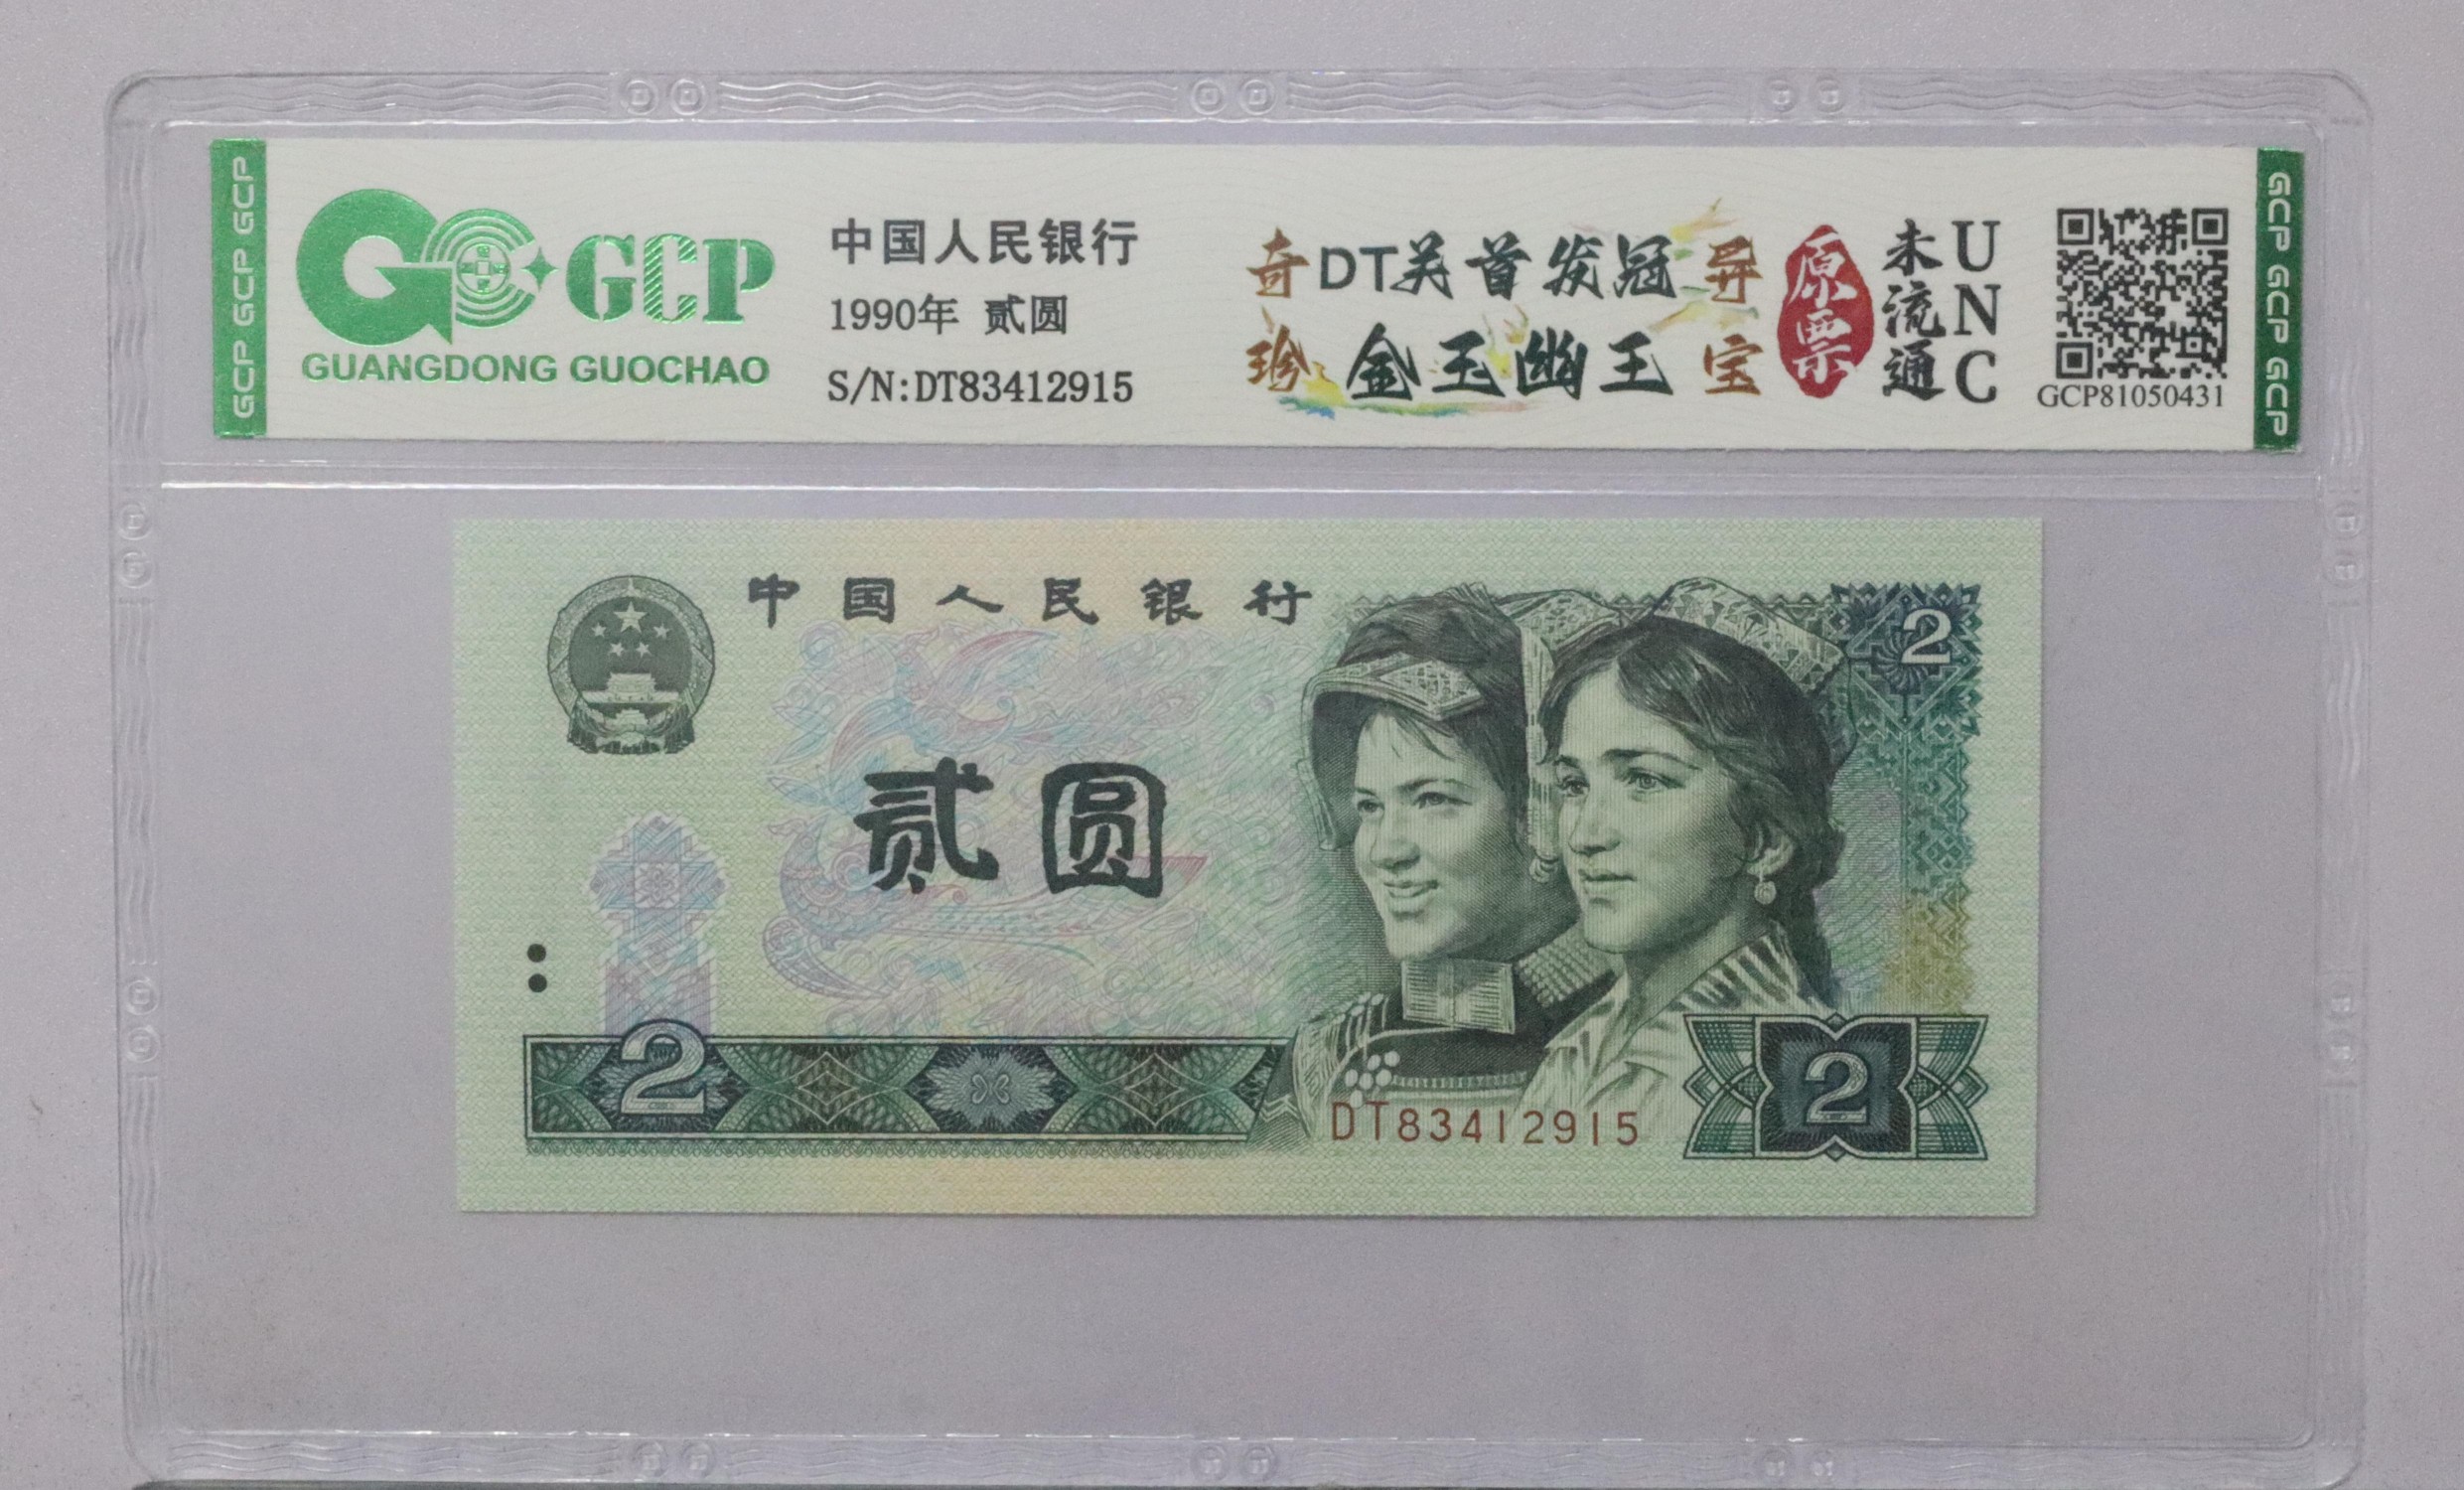 GCP GCP GCP
GCP
GUANGDONG GUOCHAO
中国人民银行
1990年 贰圆
S/N:DT83412915
奇DT关首发冠异
珍金玉幽王宝
原票
未流通
UNC
GCP81050431
GCP GCP GCP
中国人民银行
2
贰圆
2
DT83412915
2